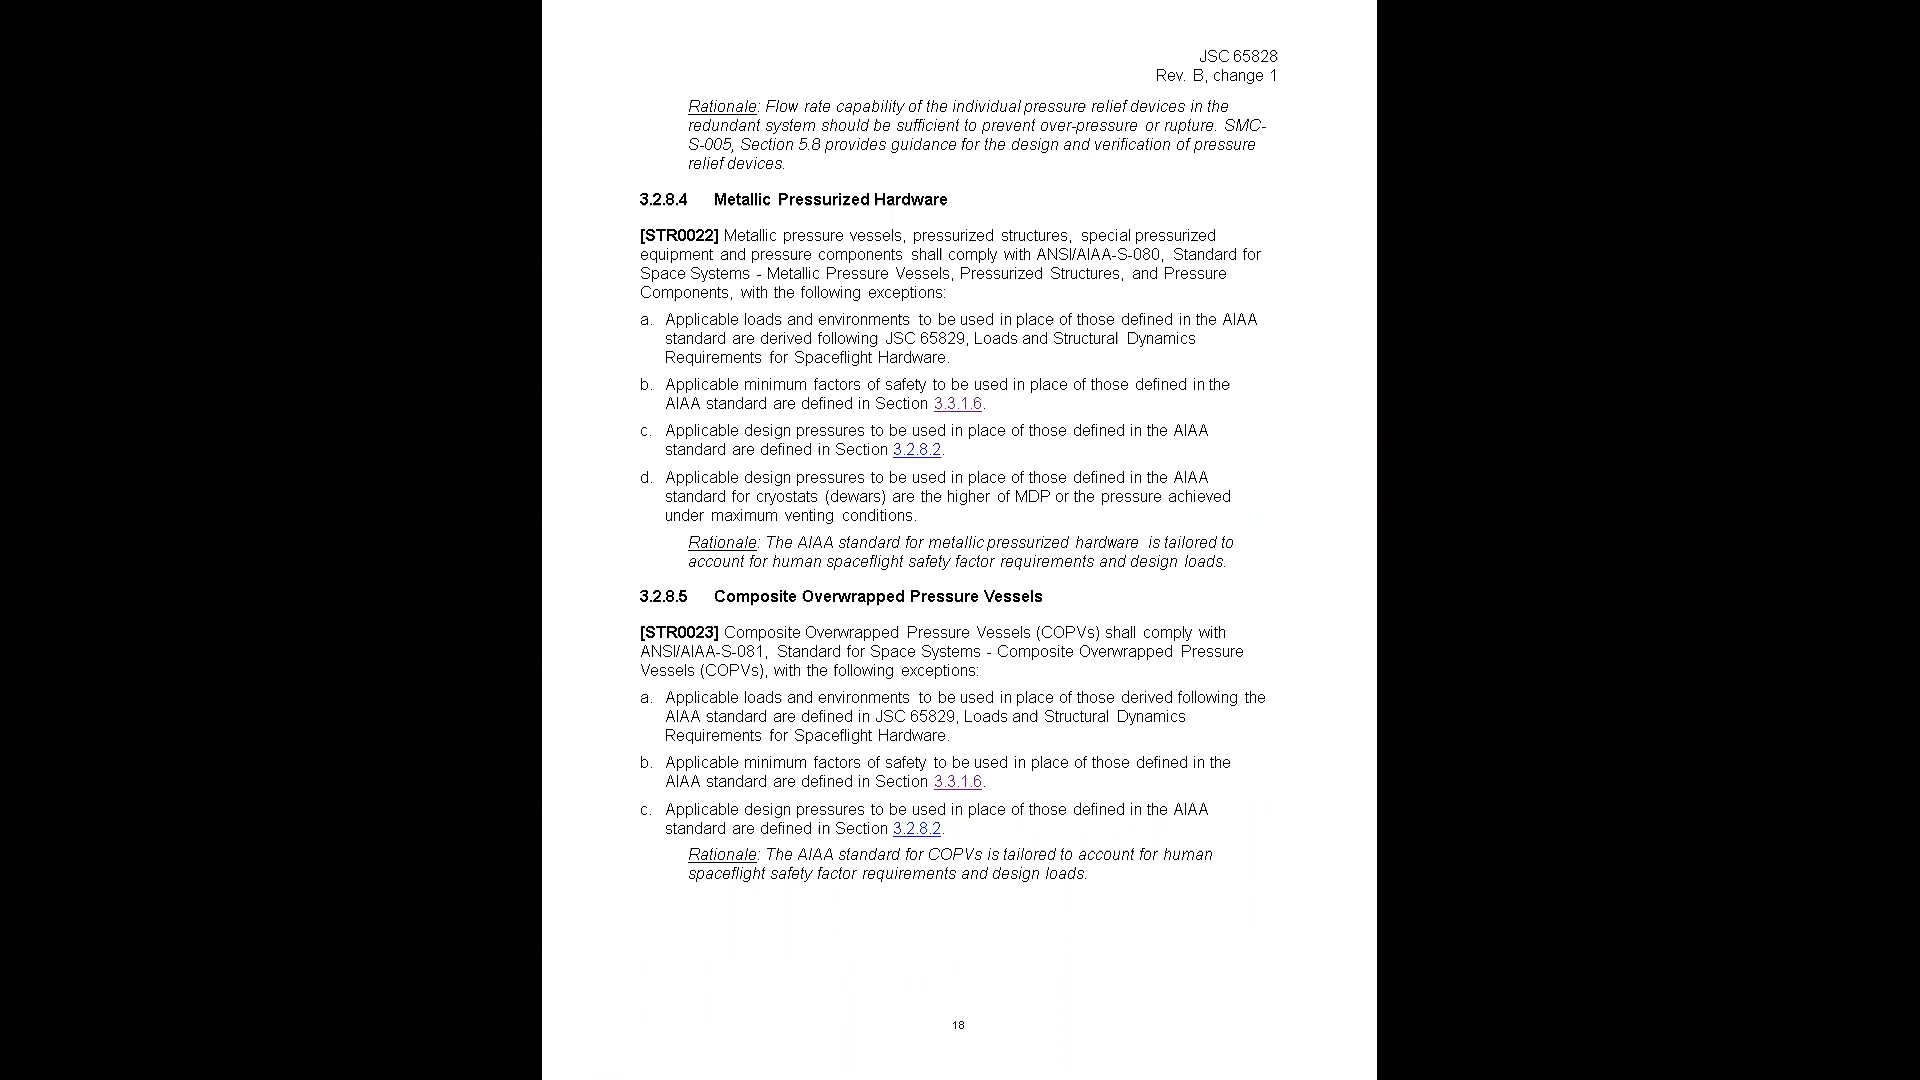 JSC 65828
Rev. B, change 1
Rationale: Flow rate capability of the individual pressure relief devices in the
redundant system should be sufficient to prevent over-pressure or rupture. SMC-
S-005, Section 5.8 provides guidance for the design and verification of pressure
relief devices.
3.2.8.4 Metallic Pressurized Hardware
[STR0022] Metallic pressure vessels, pressurized structures, special pressurized
equipment and pressure components shall comply with ANSI/AIAA-S-080, Standard for
Space Systems - Metallic Pressure Vessels, Pressurized Structures, and Pressure
Components, with the following exceptions:
a. Applicable loads and environments to be used in place of those defined in the AIAA
standard are derived following JSC 65829, Loads and Structural Dynamics
Requirements for Spaceflight Hardware.
b. Applicable minimum factors of safety to be used in place of those defined in the
AIAA standard are defined in Section 3.3.1.6.
c. Applicable design pressures to be used in place of those defined in the AIAA
standard are defined in Section 3.2.8.2.
d. Applicable design pressures to be used in place of those defined in the AIAA
standard for cryostats (dewars) are the higher of MDP or the pressure achieved
under maximum venting conditions.
Rationale: The AIAA standard for metallic pressurized hardware is tailored to
account for human spaceflight safety factor requirements and design loads.
3.2.8.5 Composite Overwrapped Pressure Vessels
[STR0023] Composite Overwrapped Pressure Vessels (COPVs) shall comply with
ANSI/AIAA-S-081, Standard for Space Systems - Composite Overwrapped Pressure
Vessels (COPVs), with the following exceptions:
a. Applicable loads and environments to be used in place of those derived following the
AIAA standard are defined in JSC 65829, Loads and Structural Dynamics
Requirements for Spaceflight Hardware.
b. Applicable minimum factors of safety to be used in place of those defined in the
AIAA standard are defined in Section 3.3.1.6.
c. Applicable design pressures to be used in place of those defined in the AIAA
standard are defined in Section 3.2.8.2.
Rationale: The AIAA standard for COPVs is tailored to account for human
spaceflight safety factor requirements and design loads.
18